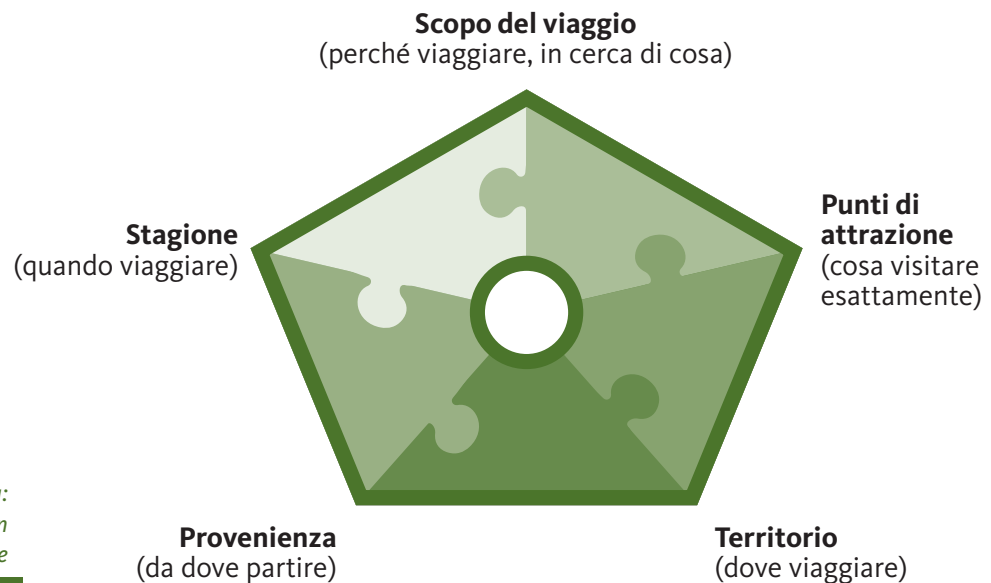 Scopo del viaggio
(perché viaggiare, in cerca di cosa)
Punti di
attrazione
(cosa visitare
esattamente)
Stagione
(quando viaggiare)
Provenienza
(da dove partire)
Territorio
(dove viaggiare)